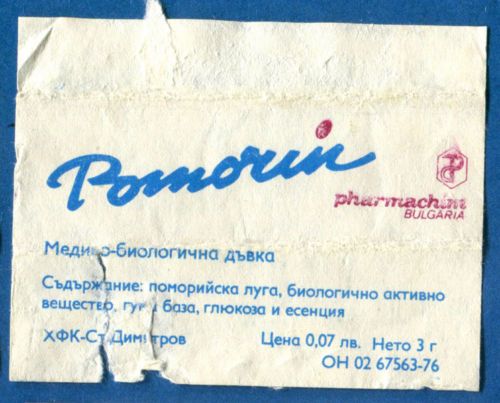 Pomorin
pharmachim
BULGARIA
Медико-биологична дъвка
Съдържание: поморийска луга, биологично активно
вещество, гума база, глюкоза и есенция
ХФК-Ст. Димитров Цена 0,07 лв. Нето 3 г
ОН 02 67563-76